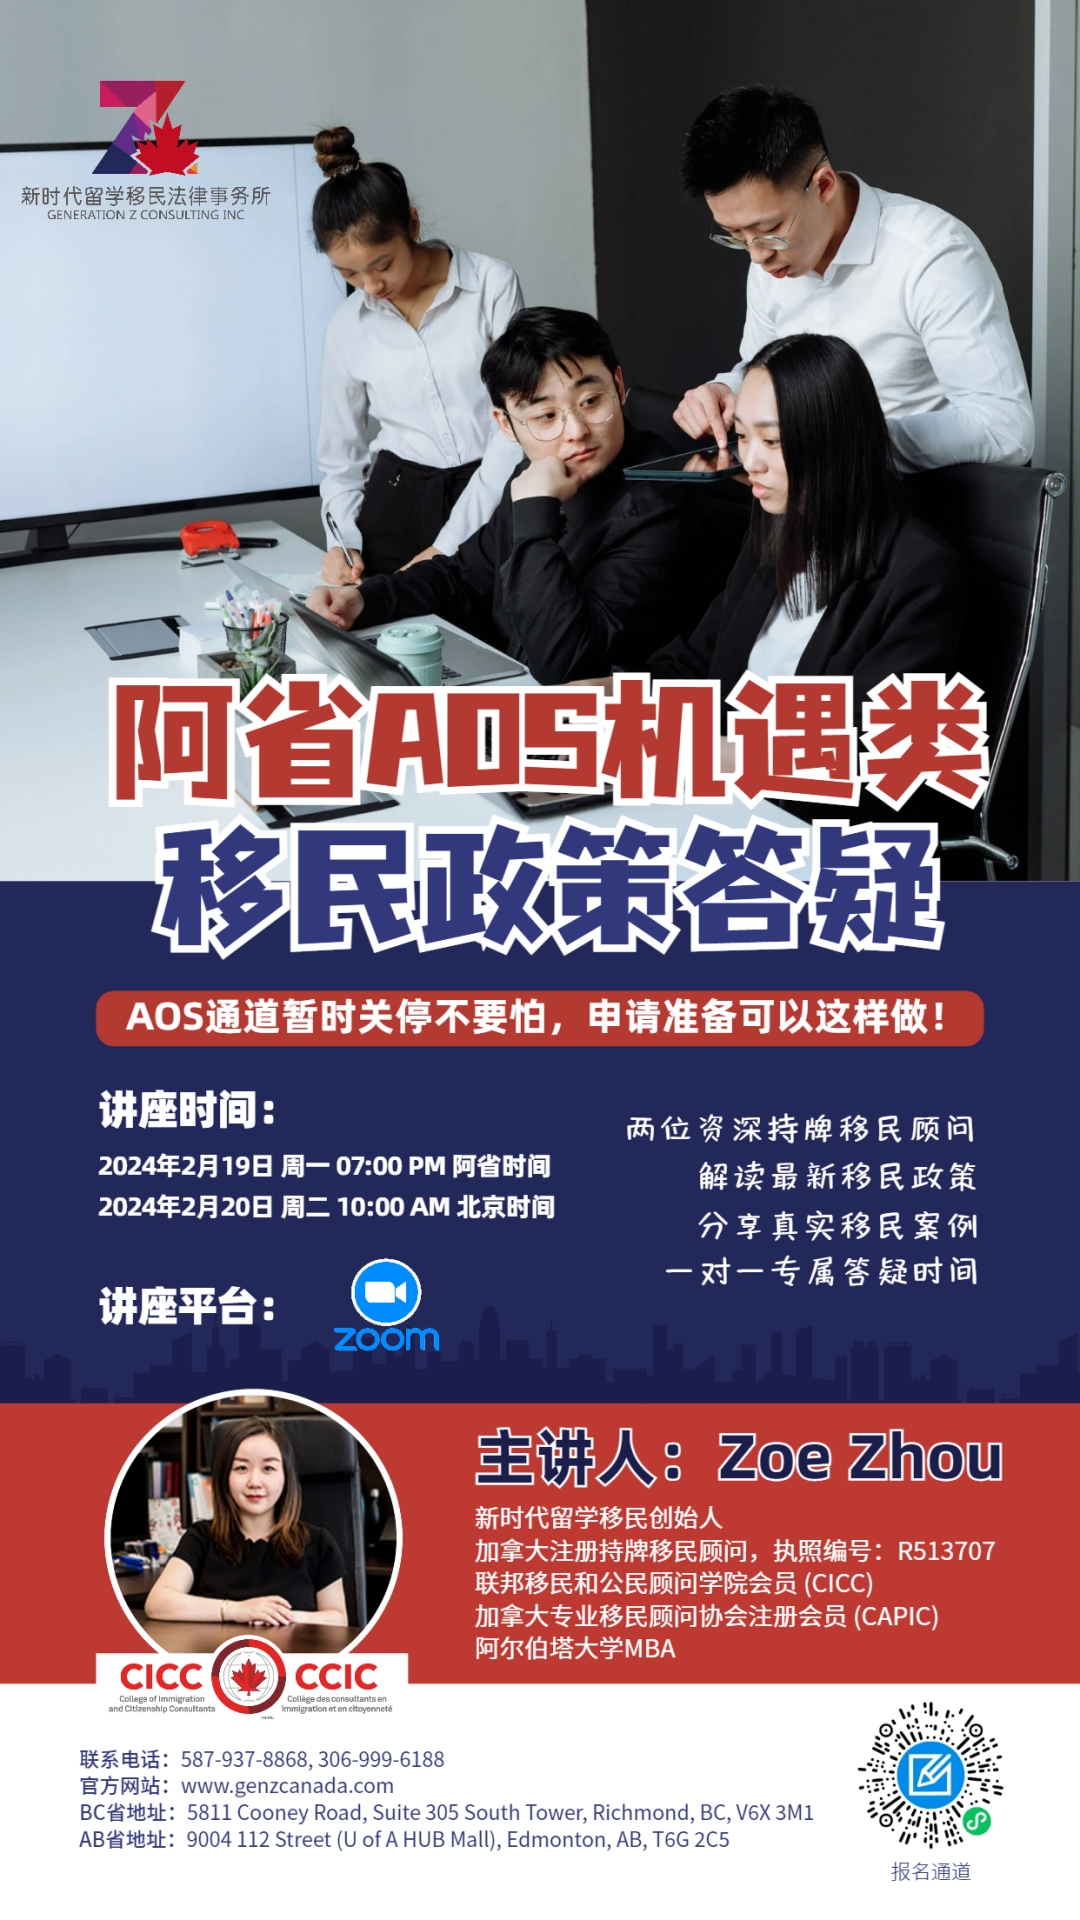 新时代留学移民法律事务所
GENERATION Z CONSULTING INC
阿省AOS机遇类
移民政策答疑
AOS通道暂时关停不要怕，申请准备可以这样做！
讲座时间：
2024年2月19日 周一 07:00 PM 阿省时间
2024年2月20日 周二 10:00 AM 北京时间
两位资深持牌移民顾问
解读最新移民政策
分享真实移民案例
一对一专属答疑时间
讲座平台：
zoom
主讲人：Zoe Zhou
新时代留学移民创始人
加拿大注册持牌移民顾问，执照编号：R513707
联邦移民和公民顾问学院会员 (CICC)
加拿大专业移民顾问协会注册会员 (CAPIC)
阿尔伯塔大学MBA
CICC CCIC
College of Immigration and Citizenship Consultants
Collège des consultants en immigration et en citoyenneté
联系电话：587-937-8868, 306-999-6188
官方网站：www.genzcanada.com
BC省地址：5811 Cooney Road, Suite 305 South Tower, Richmond, BC, V6X 3M1
AB省地址：9004 112 Street (U of A HUB Mall), Edmonton, AB, T6G 2C5
报名通道